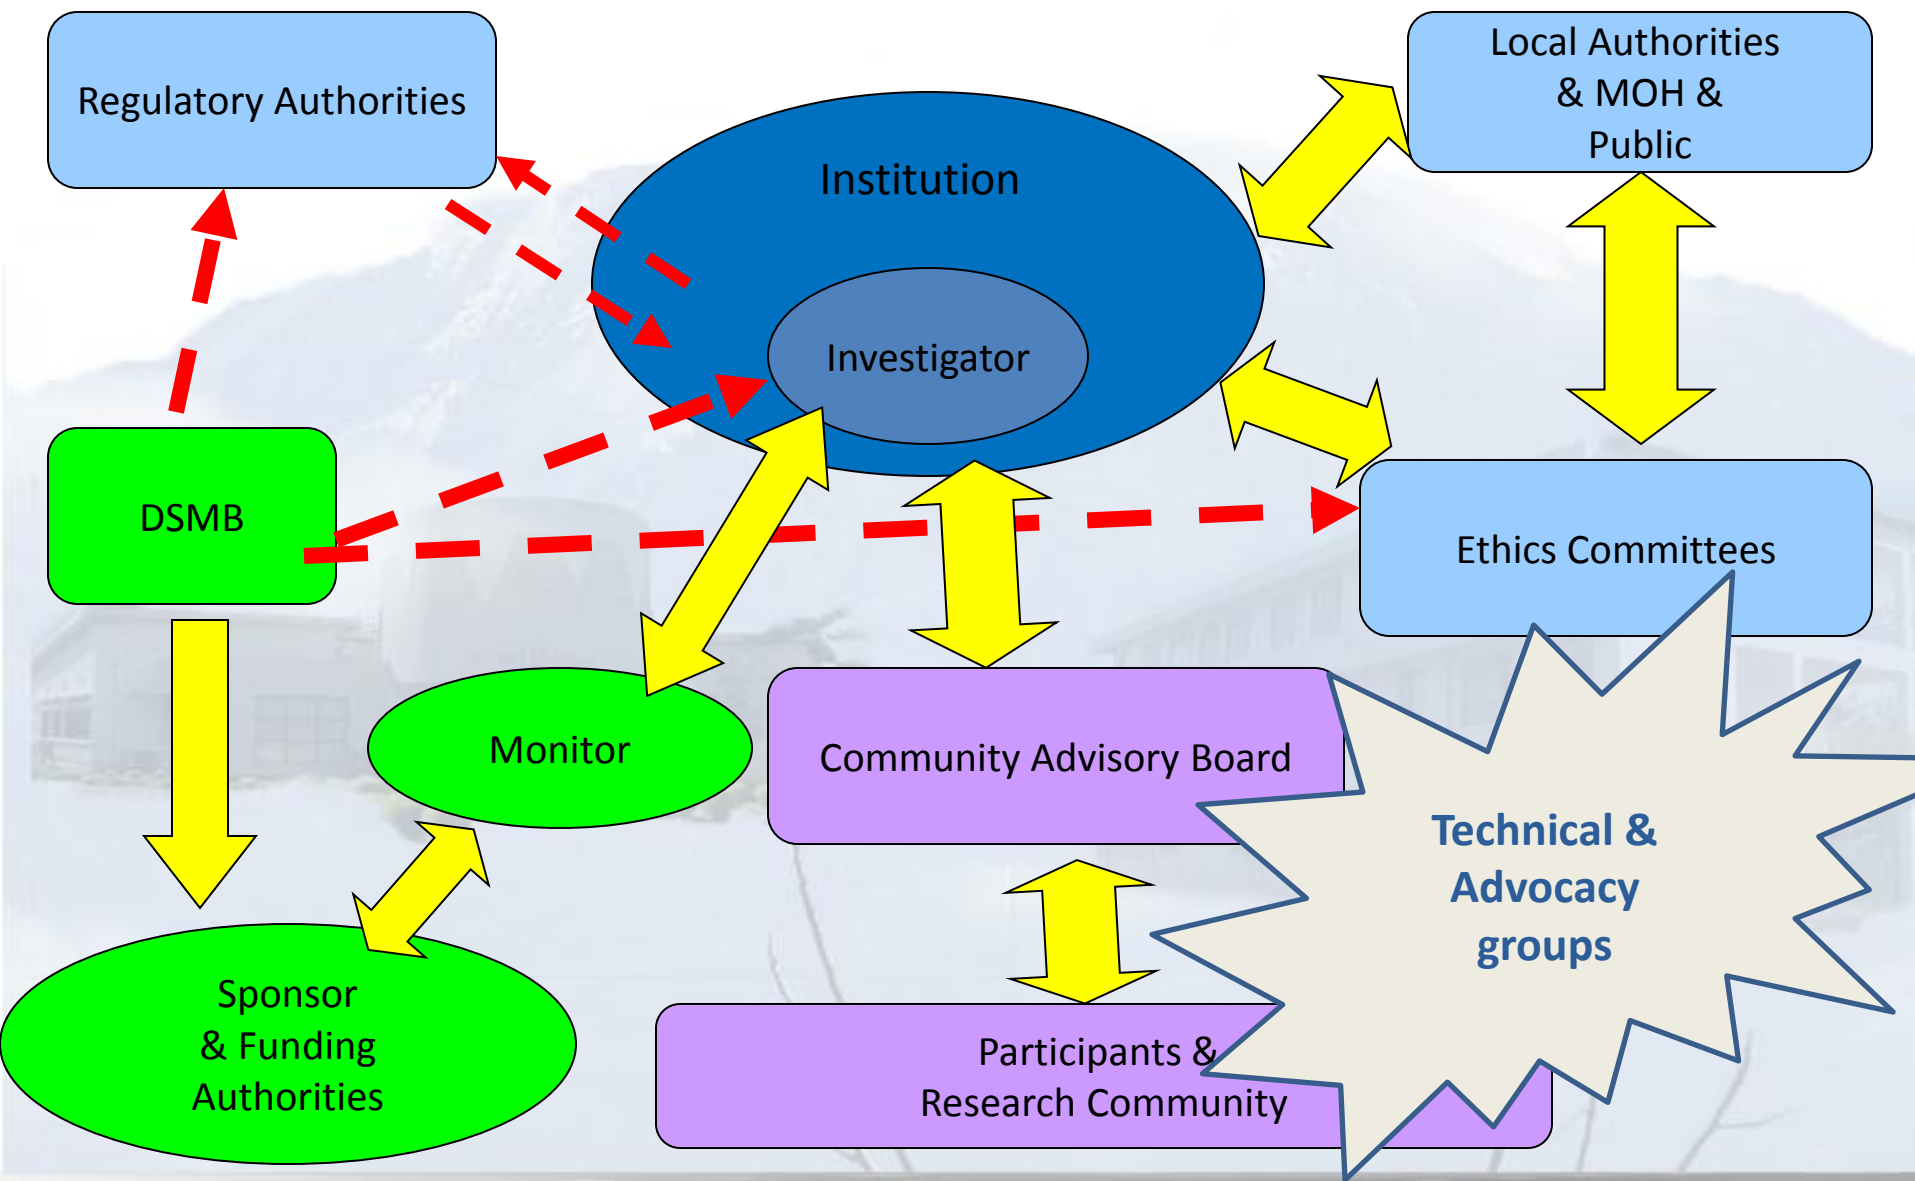 Regulatory Authorities
Local Authorities
& MOH &
Public
Institution
Investigator
DSMB
Ethics Committees
Monitor
Community Advisory Board
Technical &
Advocacy
groups
Sponsor
& Funding
Authorities
Participants &
Research Community